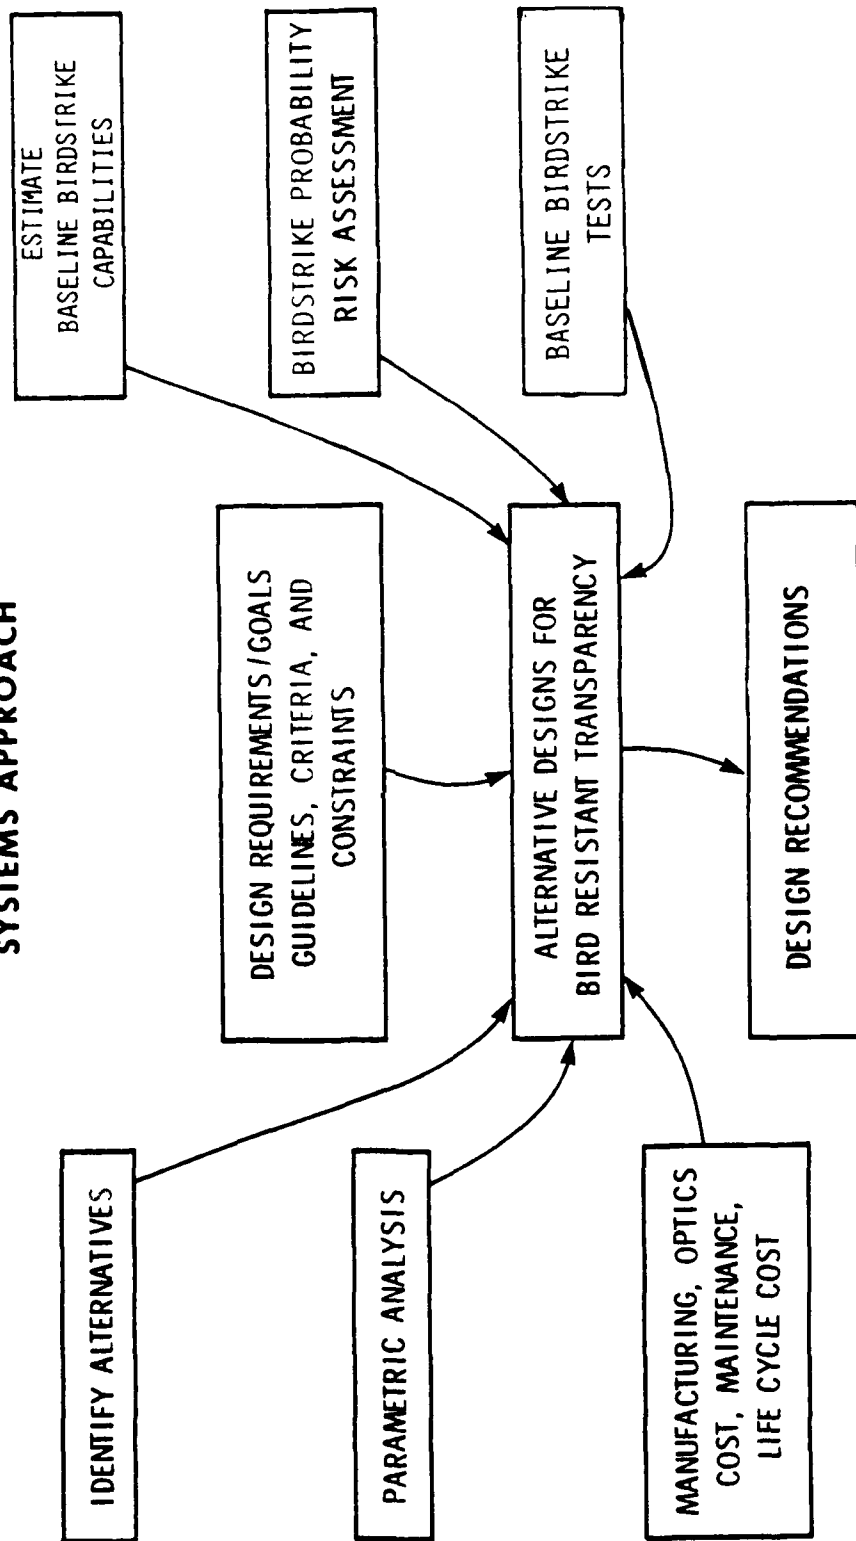 SYSTEMS APPROACH
IDENTIFY ALTERNATIVES
PARAMETRIC ANALYSIS
MANUFACTURING, OPTICS
COST, MAINTENANCE,
LIFE CYCLE COST
DESIGN REQUIREMENTS/GOALS
GUIDELINES, CRITERIA, AND
CONSTRAINTS
ALTERNATIVE DESIGNS FOR
BIRD RESISTANT TRANSPARENCY
DESIGN RECOMMENDATIONS
ESTIMATE
BASELINE BIRDSTRIKE
CAPABILITIES
BIRDSTRIKE PROBABILITY
RISK ASSESSMENT
BASELINE BIRDSTRIKE
TESTS